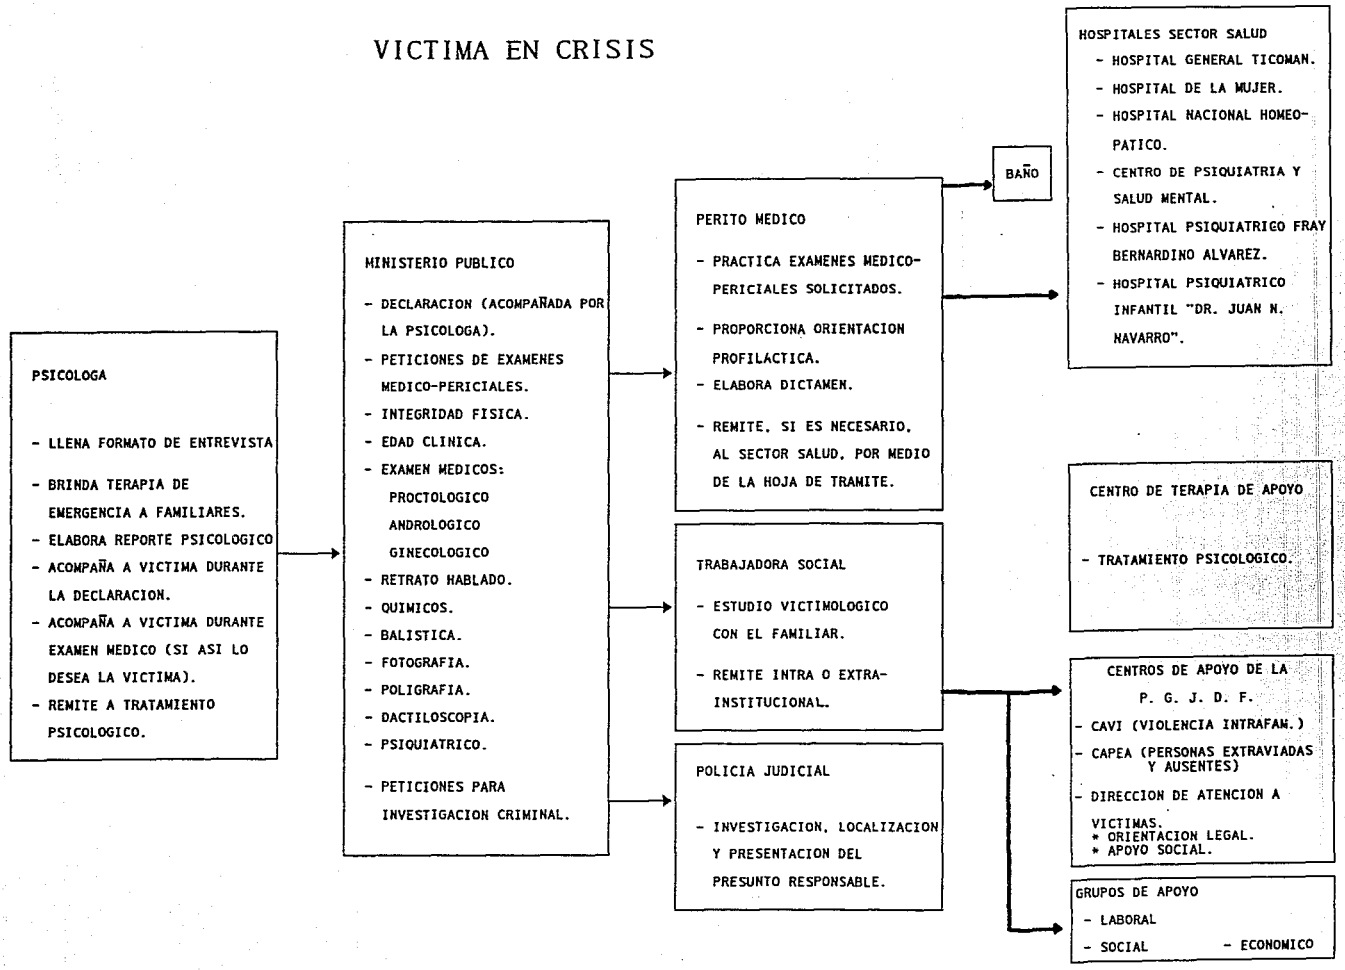 VICTIMA EN CRISIS
PSICOLOGA
- LLENA FORMATO DE ENTREVISTA
- BRINDA TERAPIA DE
EMERGENCIA A FAMILIARES.
- ELABORA REPORTE PSICOLOGICO
- ACOMPAÑA A VICTIMA DURANTE
LA DECLARACION.
- ACOMPAÑA A VICTIMA DURANTE
EXAMEN MEDICO (SI ASI LO
DESEA LA VICTIMA).
- REMITE A TRATAMIENTO
PSICOLOGICO.
MINISTERIO PUBLICO
- DECLARACION (ACOMPAÑADA POR
LA PSICOLOGA).
- PETICIONES DE EXAMENES
MEDICO-PERICIALES.
- INTEGRIDAD FISICA.
- EDAD CLINICA.
- EXAMEN MEDICOS:
PROCTOLOGICO
ANDROLOGICO
GINECOLOGICO
- RETRATO HABLADO.
- QUIMICOS.
- BALISTICA.
- FOTOGRAFIA.
- POLIGRAFIA.
- DACTILOSCOPIA.
- PSIQUIATRICO.
- PETICIONES PARA
INVESTIGACION CRIMINAL.
PERITO MEDICO
- PRACTICA EXAMENES MEDICO-
PERICIALES SOLICITADOS.
- PROPORCIONA ORIENTACION
PROFILACTICA.
- ELABORA DICTAMEN.
- REMITE, SI ES NECESARIO,
AL SECTOR SALUD, POR MEDIO
DE LA HOJA DE TRAMITE.
TRABAJADORA SOCIAL
- ESTUDIO VICTIMOLOGICO
CON EL FAMILIAR.
- REMITE INTRA O EXTRA-
INSTITUCIONAL.
POLICIA JUDICIAL
- INVESTIGACION, LOCALIZACION
Y PRESENTACION DEL
PRESUNTO RESPONSABLE.
BAÑO
HOSPITALES SECTOR SALUD
- HOSPITAL GENERAL TICOMAN.
- HOSPITAL DE LA MUJER.
- HOSPITAL NACIONAL HOMEO-
PATICO.
- CENTRO DE PSIQUIATRIA Y
SALUD MENTAL.
- HOSPITAL PSIQUIATRICO FRAY
BERNARDINO ALVAREZ.
- HOSPITAL PSIQUIATRICO
INFANTIL "DR. JUAN N.
NAVARRO".
CENTRO DE TERAPIA DE APOYO
- TRATAMIENTO PSICOLOGICO.
CENTROS DE APOYO DE LA
P. G. J. D. F.
- CAVI (VIOLENCIA INTRAFAM.)
- CAPEA (PERSONAS EXTRAVIADAS
Y AUSENTES)
- DIRECCION DE ATENCION A
VICTIMAS.
* ORIENTACION LEGAL.
* APOYO SOCIAL.
GRUPOS DE APOYO
- LABORAL
- SOCIAL - ECONOMICO